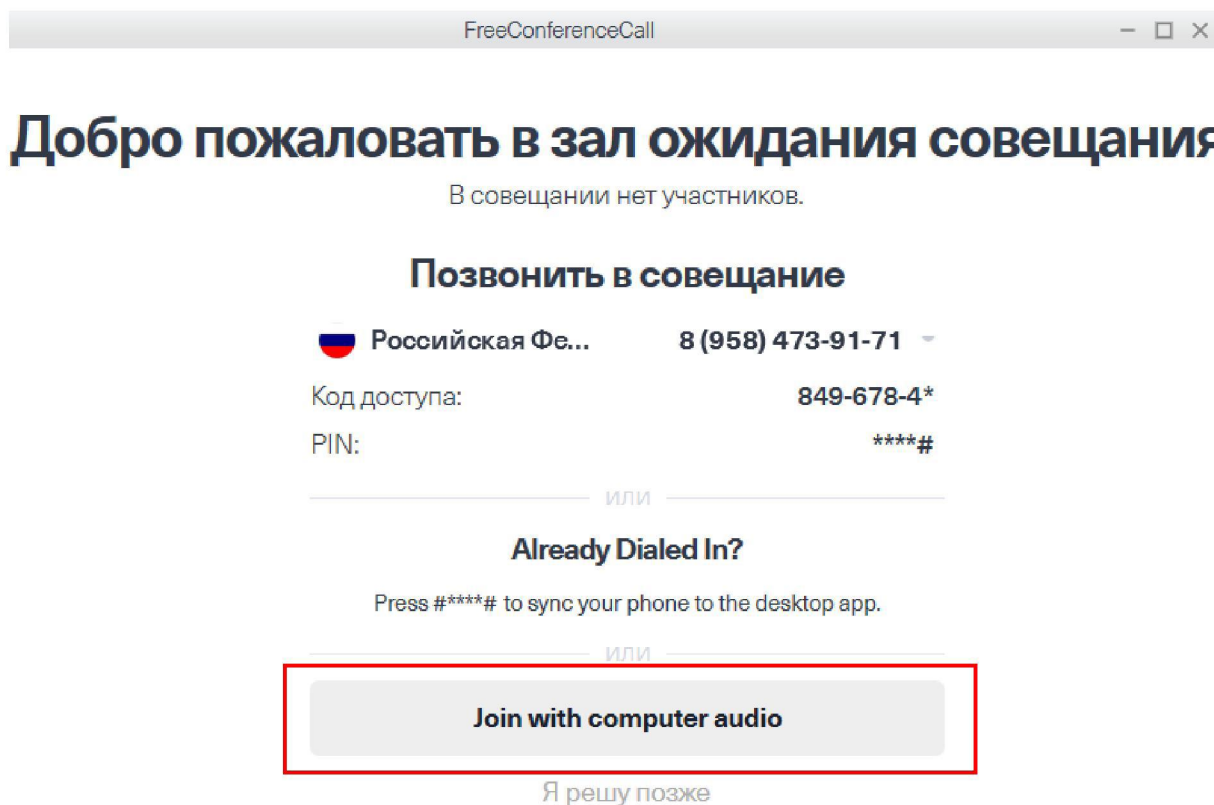 FreeConferenceCall
Добро пожаловать в зал ожидания совещания
В совещании нет участников.
Позвонить в совещание
Российская Фе... 8 (958) 473-91-71
Код доступа: 849-678-4*
PIN: ****#
или
Already Dialed In?
Press #****# to sync your phone to the desktop app.
или
Join with computer audio
Я решу позже